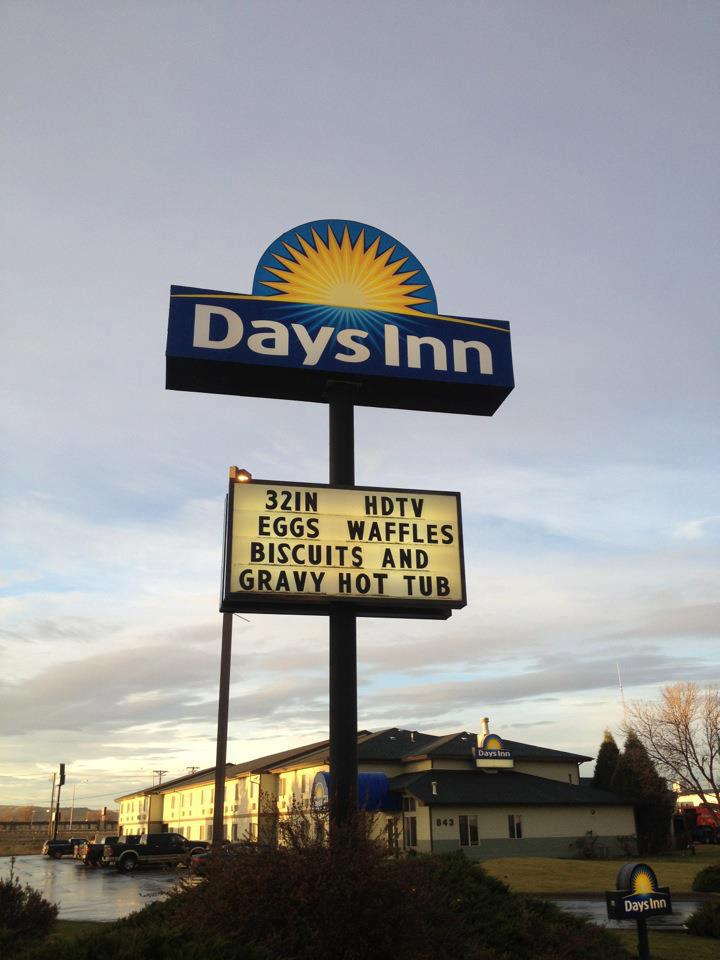 Days Inn
32IN HDTV
EGGS WAFFLES
BISCUITS AND
GRAVY HOT TUB
Days Inn
843
Days Inn